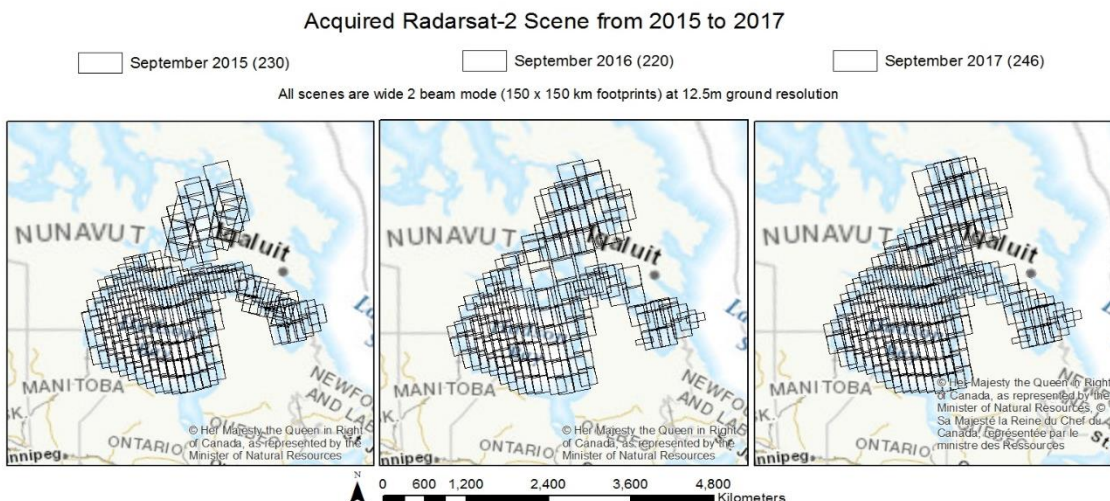 Acquired Radarsat-2 Scene from 2015 to 2017
September 2015 (230)
September 2016 (220)
September 2017 (246)
All scenes are wide 2 beam mode (150 x 150 km footprints) at 12.5m ground resolution
NUNAVUT
Iqaluit
MANITOBA
ONTARIO
nnipeg
© Her Majesty the Queen in Right
of Canada, as represented by the
Minister of Natural Resources
NUNAVUT
Iqaluit
MANITOBA
ONTARIO
nnipeg
© Her Majesty the Queen in Right
of Canada, as represented by the
Minister of Natural Resources
NUNAVUT
Iqaluit
MANITOBA
ONTARIO
nnipeg
© Her Majesty the Queen in Right
of Canada, as represented by the
Minister of Natural Resources, ©
Sa Majesté la Reine du Chef du
Canada, représentée par le
ministre des Ressources
N
0 600 1,200 2,400 3,600 4,800
Kilometers